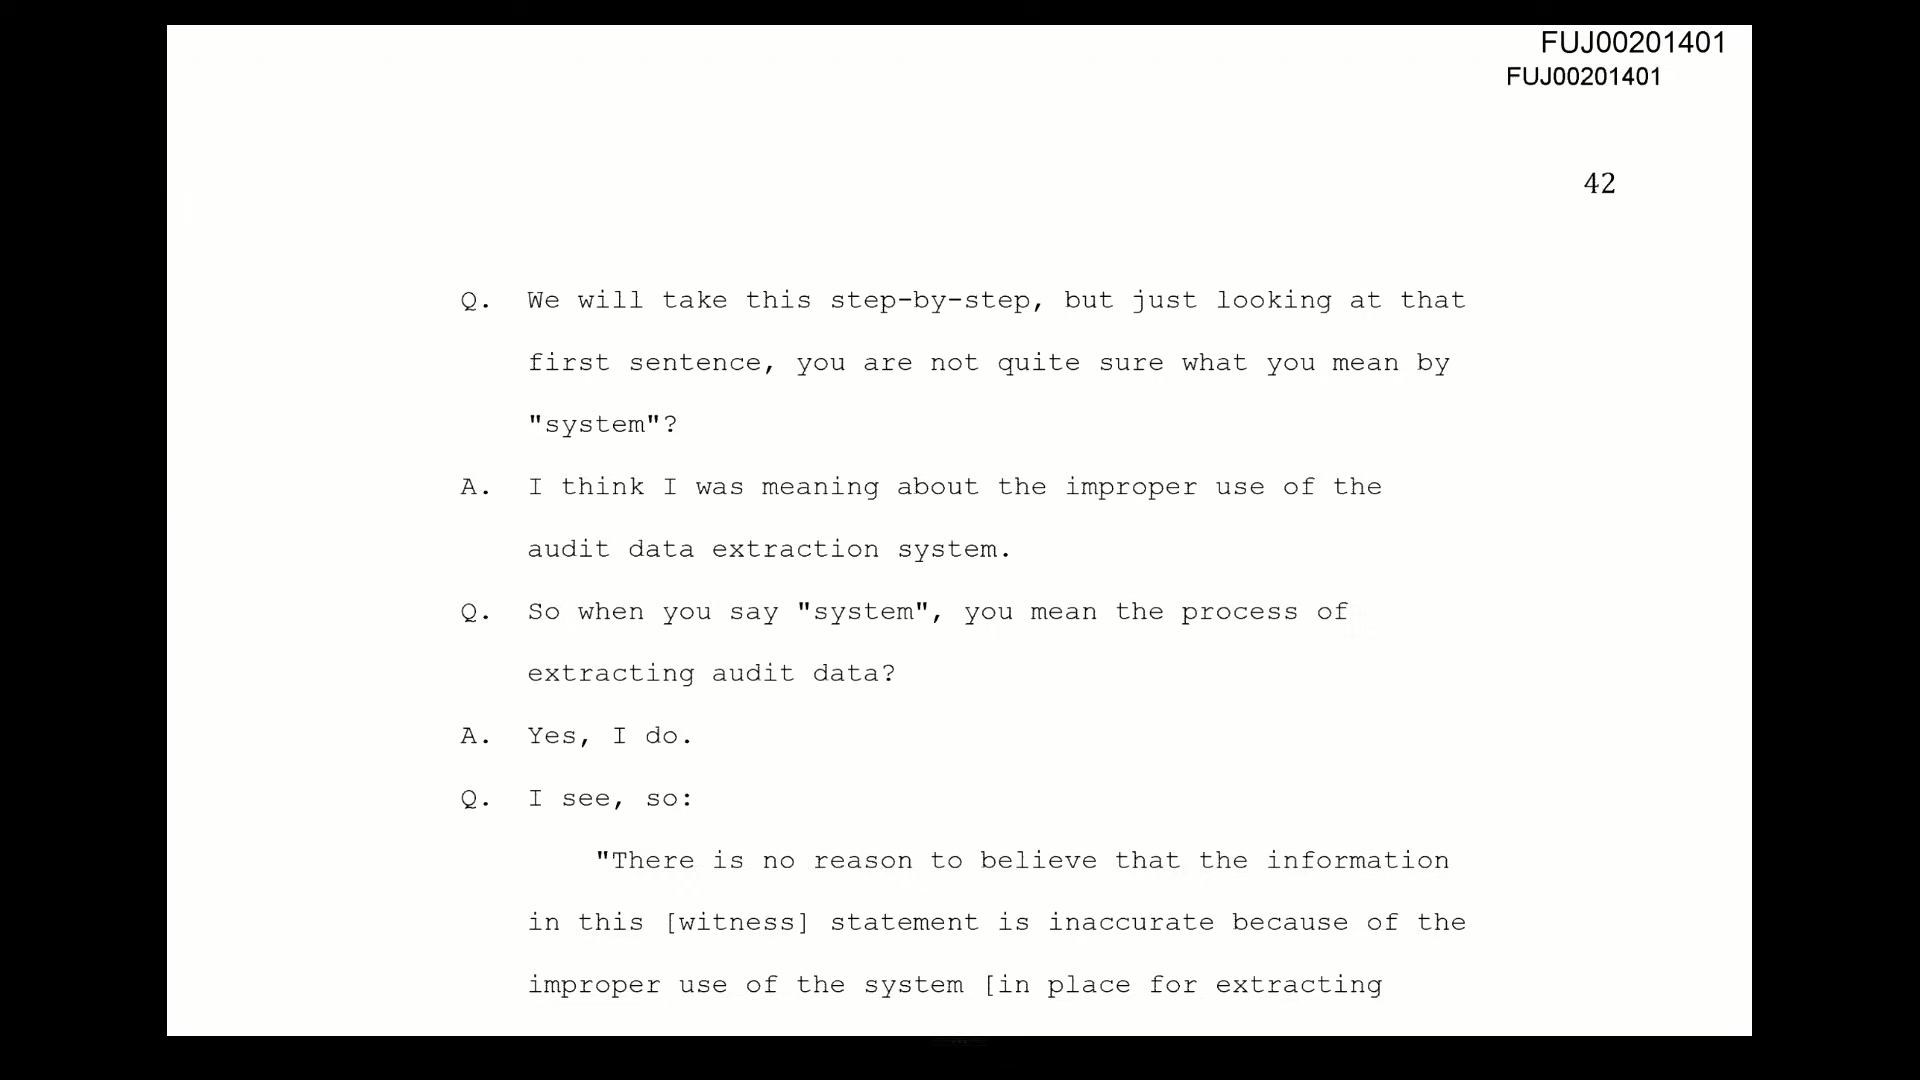 FUJ00201401
FUJ00201401
42
Q. We will take this step-by-step, but just looking at that
first sentence, you are not quite sure what you mean by
"system"?
A. I think I was meaning about the improper use of the
audit data extraction system.
Q. So when you say "system", you mean the process of
extracting audit data?
A. Yes, I do.
Q. I see, so:
"There is no reason to believe that the information
in this [witness] statement is inaccurate because of the
improper use of the system [in place for extracting